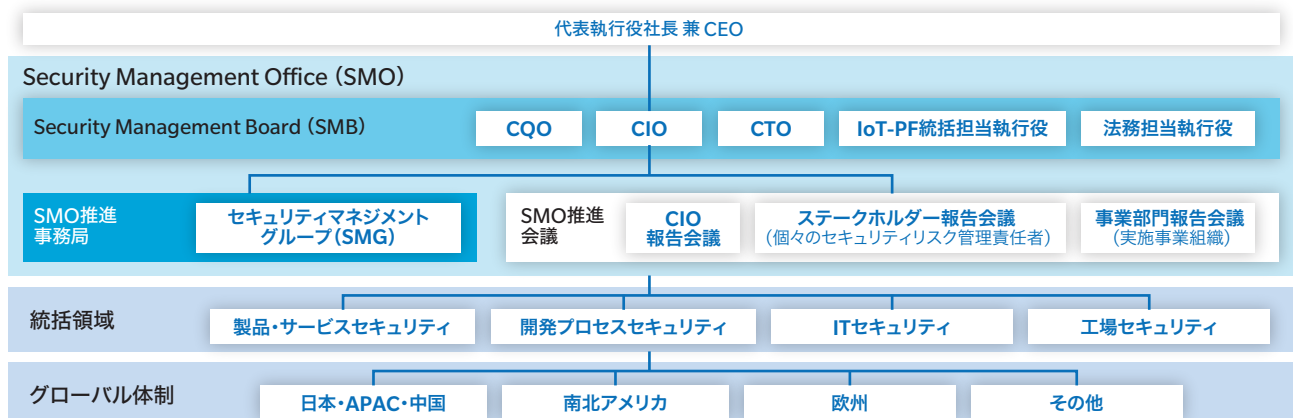 代表執行役社長 兼 CEO
Security Management Office（SMO）
Security Management Board（SMB）
CQO
CIO
CTO
IoT-PF統括担当執行役
法務担当執行役
SMO推進
事務局
セキュリティマネジメント
グループ（SMG）
SMO推進
会議
CIO
報告会議
ステークホルダー報告会議
（個々のセキュリティリスク管理責任者）
事業部門報告会議
（実施事業組織）
統括領域
製品・サービスセキュリティ
開発プロセスセキュリティ
ITセキュリティ
工場セキュリティ
グローバル体制
日本・APAC・中国
南北アメリカ
欧州
その他